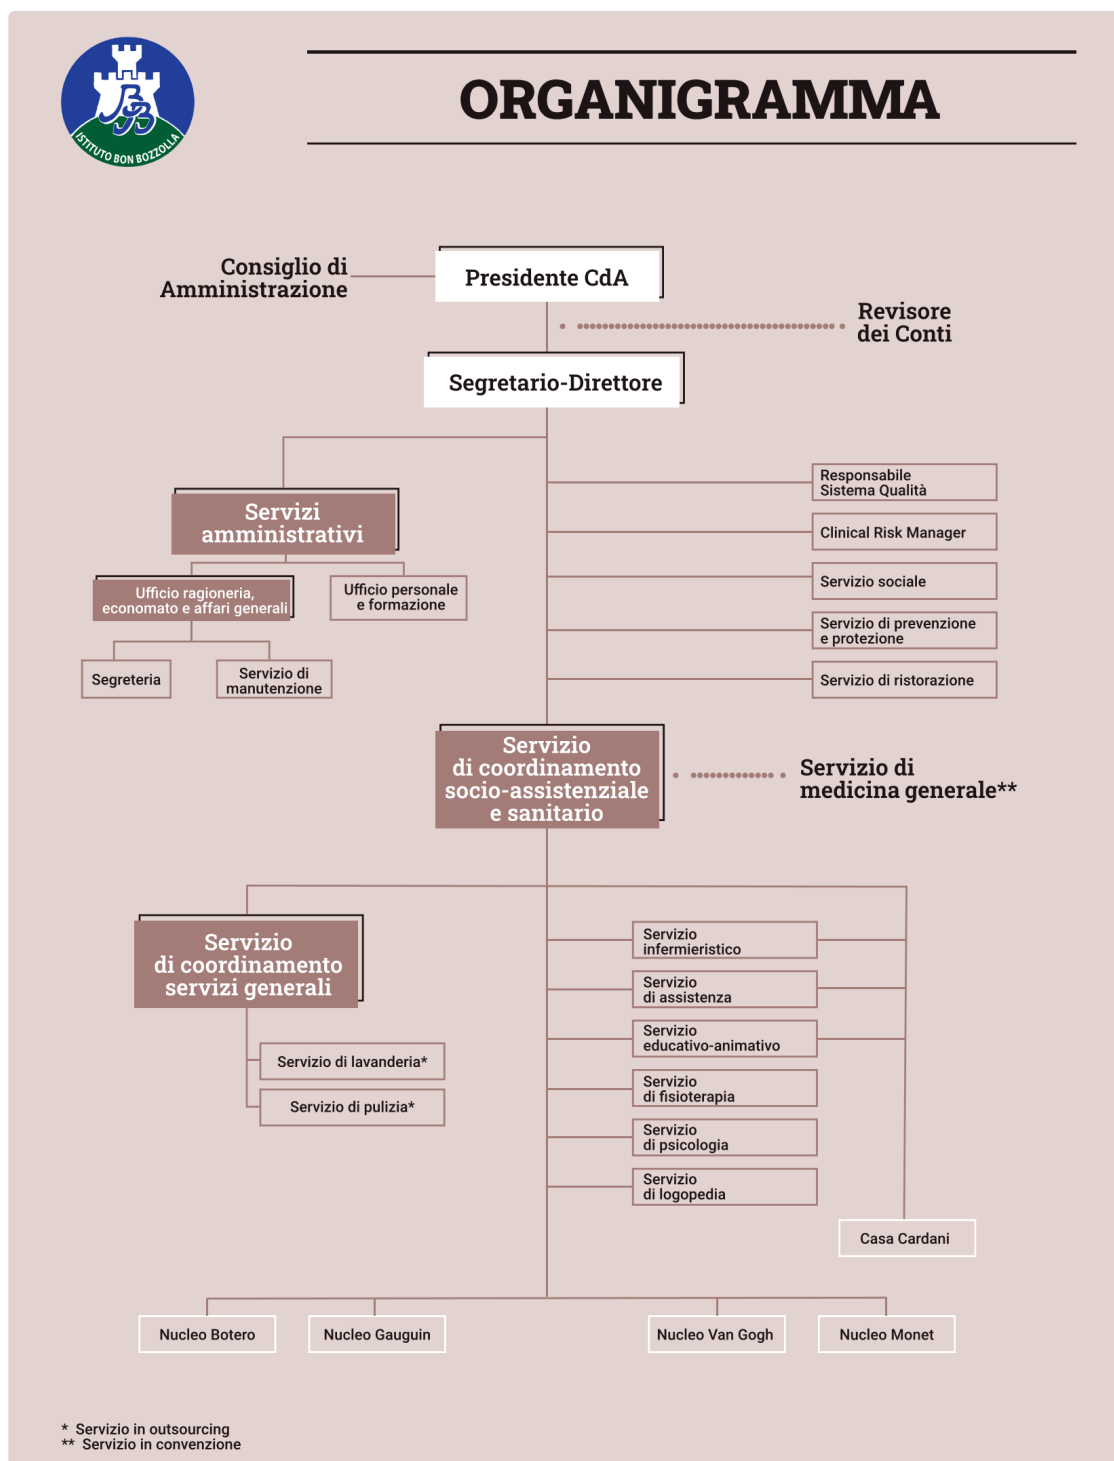 BB
ISTITUTO BON BOZZOLLA
ORGANIGRAMMA
Consiglio di
Amministrazione
Presidente CdA
Revisore
dei Conti
Segretario-Direttore
Servizi
amministrativi
Ufficio ragioneria,
economato e affari generali
Ufficio personale
e formazione
Segreteria
Servizio di
manutenzione
Responsabile
Sistema Qualità
Clinical Risk Manager
Servizio sociale
Servizio di prevenzione
e protezione
Servizio di ristorazione
Servizio
di coordinamento
socio-assistenziale
e sanitario
Servizio di
medicina generale**
Servizio
di coordinamento
servizi generali
Servizio di lavanderia*
Servizio di pulizia*
Servizio
infermieristico
Servizio
di assistenza
Servizio
educativo-animativo
Servizio
di fisioterapia
Servizio
di psicologia
Servizio
di logopedia
Casa Cardani
Nucleo Botero
Nucleo Gauguin
Nucleo Van Gogh
Nucleo Monet
* Servizio in outsourcing
** Servizio in convenzione